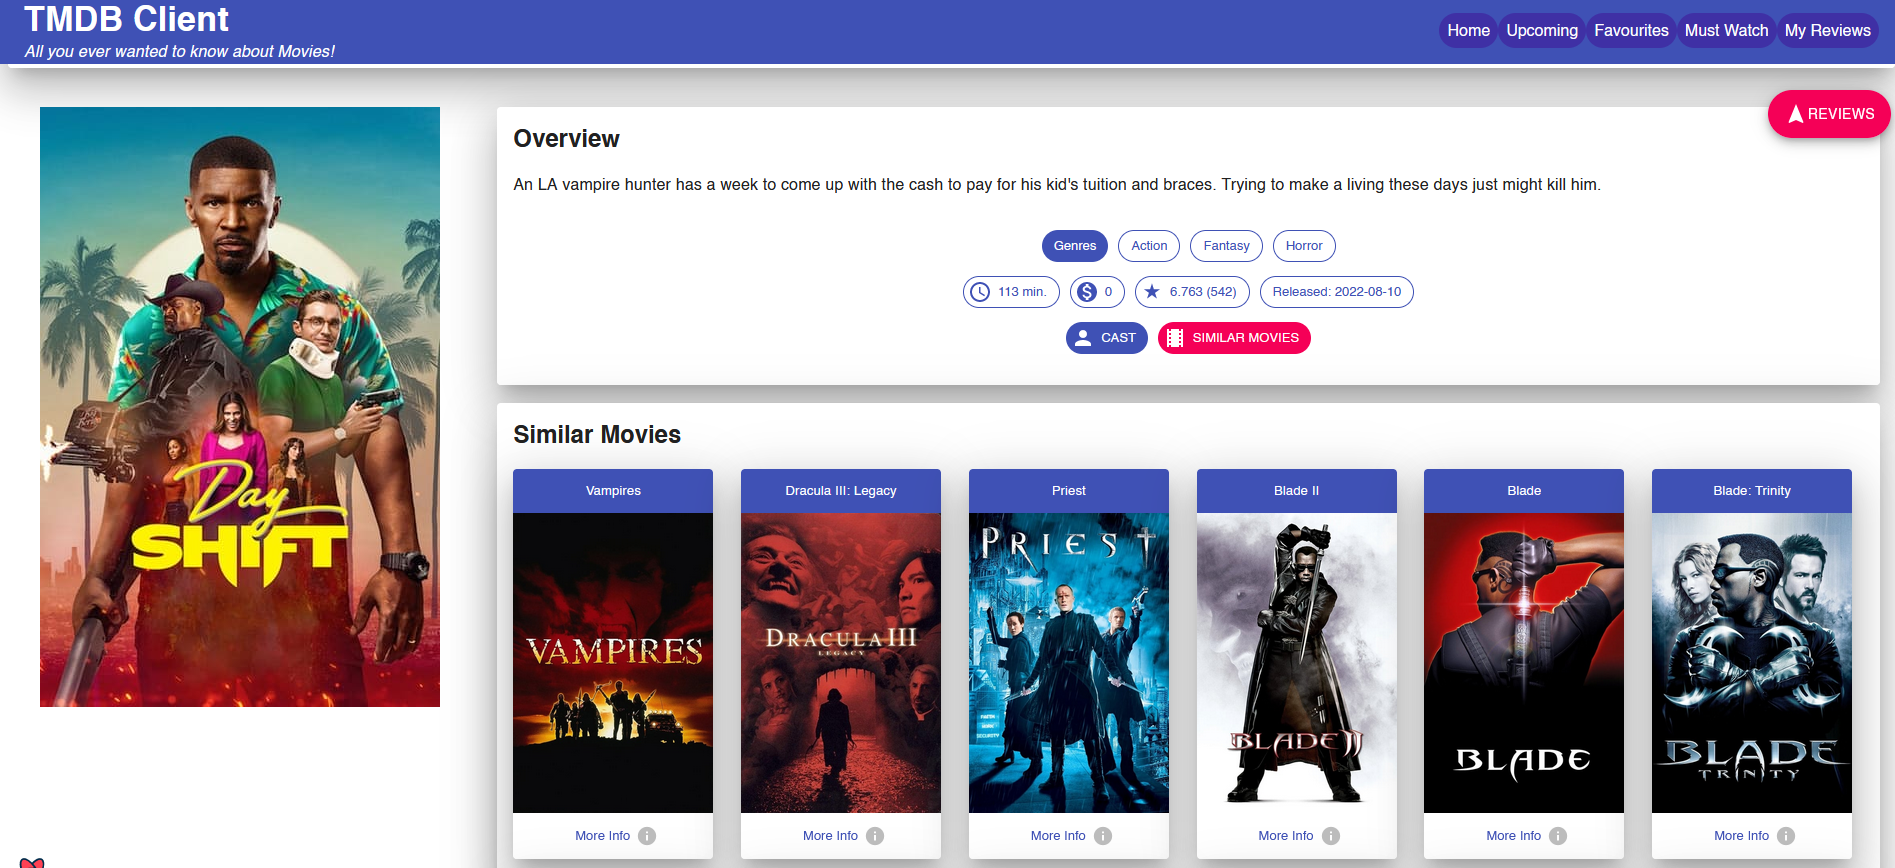 TMDB Client
All you ever wanted to know about Movies!
Home Upcoming Favourites Must Watch My Reviews
REVIEWS
Overview
An LA vampire hunter has a week to come up with the cash to pay for his kid's tuition and braces. Trying to make a living these days just might kill him.
Genres Action Fantasy Horror
113 min. 0 6.763 (542) Released: 2022-08-10
CAST SIMILAR MOVIES
Day
SHIFT
Similar Movies
Vampires Dracula III: Legacy Priest Blade II Blade Blade: Trinity
VAMPIRES
DRACULA III
LEGACY
PRIEST
BLADE II
BLADE
BLADE
TRINITY
More Info More Info More Info More Info More Info More Info